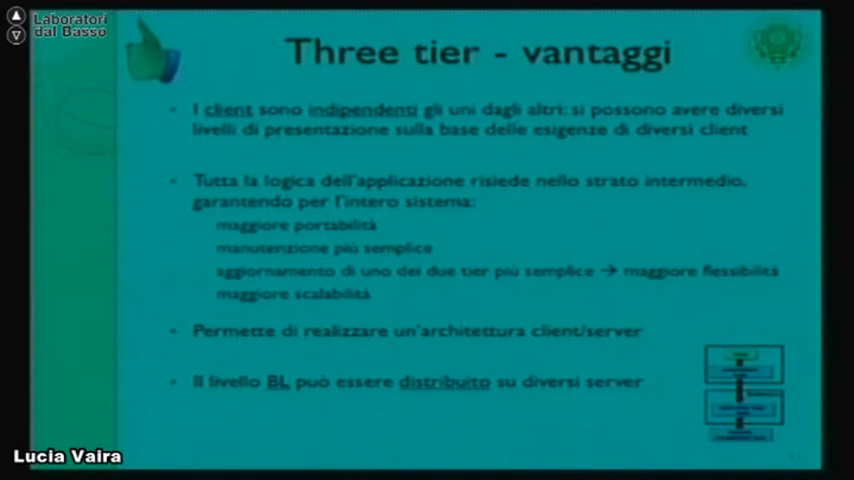 Laboratori
dal Basso
Three tier - vantaggi
I client sono indipendenti gli uni dagli altri: si possono avere diversi
livelli di presentazione sulla base delle esigenze di diversi client
Tutta la logica dell'applicazione risiede nello strato intermedio,
garantendo per l'intero sistema:
maggiore portabilità
manutenzione più semplice
aggiornamento di uno dei due tier più semplice → maggiore flessibilità
maggiore scalabilità
Permette di realizzare un'architettura client/server
Il livello BL può essere distribuito su diversi server
Lucia Vaira